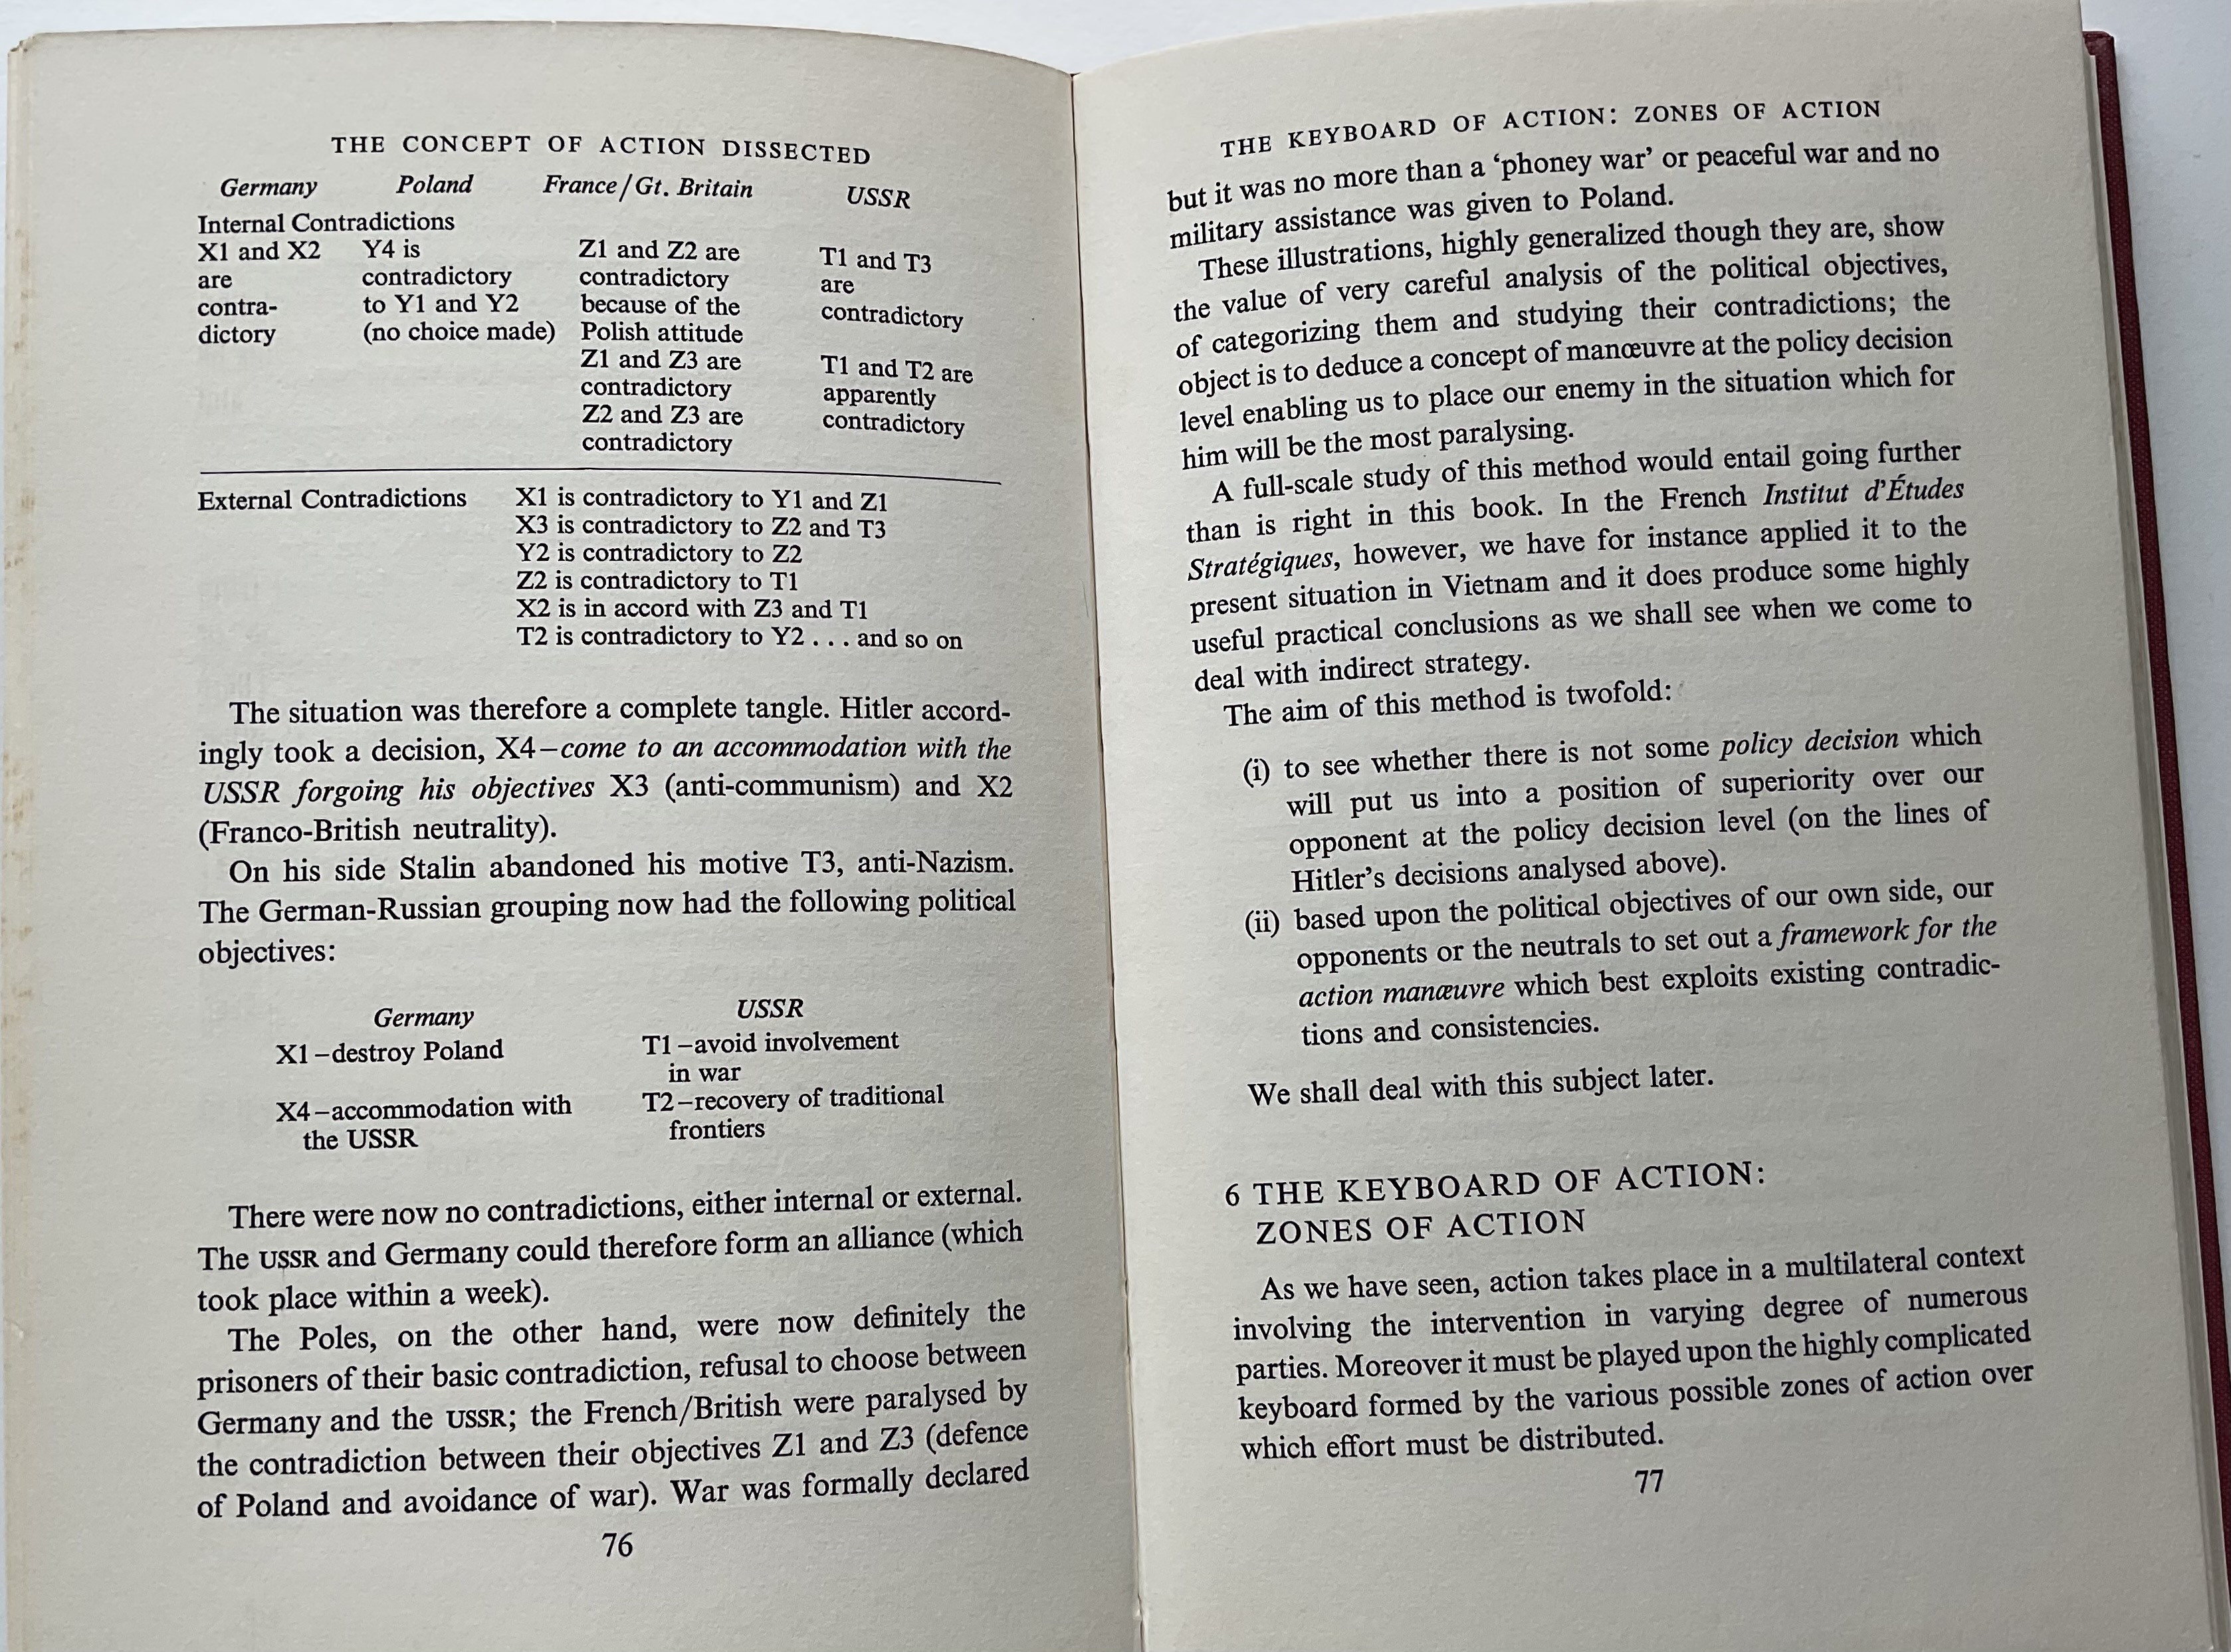 THE CONCEPT OF ACTION DISSECTED
Germany Poland France/Gt. Britain USSR
Internal Contradictions
X1 and X2 Y4 is Z1 and Z2 are T1 and T3
are contradictory contradictory are
contra- to Y1 and Y2 because of the contradictory
dictory (no choice made) Polish attitude
Z1 and Z3 are T1 and T2 are
contradictory apparently
Z2 and Z3 are contradictory
contradictory
External Contradictions X1 is contradictory to Y1 and Z1
X3 is contradictory to Z2 and T3
Y2 is contradictory to Z2
Z2 is contradictory to T1
X2 is in accord with Z3 and T1
T2 is contradictory to Y2 . . . and so on
The situation was therefore a complete tangle. Hitler accord-
ingly took a decision, X4–come to an accommodation with the
USSR forgoing his objectives X3 (anti-communism) and X2
(Franco-British neutrality).
On his side Stalin abandoned his motive T3, anti-Nazism.
The German-Russian grouping now had the following political
objectives:
Germany USSR
X1–destroy Poland T1–avoid involvement
in war
X4–accommodation with T2–recovery of traditional
the USSR frontiers
There were now no contradictions, either internal or external.
The USSR and Germany could therefore form an alliance (which
took place within a week).
The Poles, on the other hand, were now definitely the
prisoners of their basic contradiction, refusal to choose between
Germany and the USSR; the French/British were paralysed by
the contradiction between their objectives Z1 and Z3 (defence
of Poland and avoidance of war). War was formally declared
76
THE KEYBOARD OF ACTION: ZONES OF ACTION
but it was no more than a ‘phoney war’ or peaceful war and no
military assistance was given to Poland.
These illustrations, highly generalized though they are, show
the value of very careful analysis of the political objectives,
of categorizing them and studying their contradictions; the
object is to deduce a concept of manœuvre at the policy decision
level enabling us to place our enemy in the situation which for
him will be the most paralysing.
A full-scale study of this method would entail going further
than is right in this book. In the French Institut d'Études
Stratégiques, however, we have for instance applied it to the
present situation in Vietnam and it does produce some highly
useful practical conclusions as we shall see when we come to
deal with indirect strategy.
The aim of this method is twofold:
(i) to see whether there is not some policy decision which
will put us into a position of superiority over our
opponent at the policy decision level (on the lines of
Hitler's decisions analysed above).
(ii) based upon the political objectives of our own side, our
opponents or the neutrals to set out a framework for the
action manœuvre which best exploits existing contradic-
tions and consistencies.
We shall deal with this subject later.
6 THE KEYBOARD OF ACTION:
ZONES OF ACTION
As we have seen, action takes place in a multilateral context
involving the intervention in varying degree of numerous
parties. Moreover it must be played upon the highly complicated
keyboard formed by the various possible zones of action over
which effort must be distributed.
77